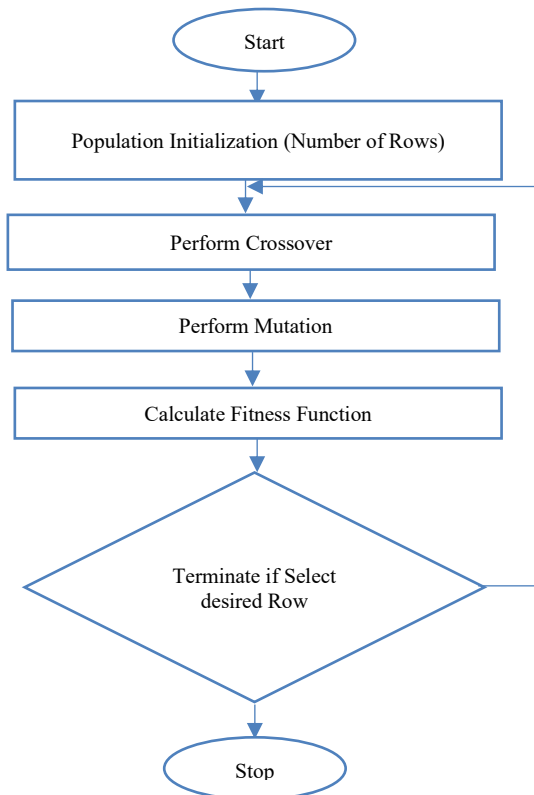 Start
Population Initialization (Number of Rows)
Perform Crossover
Perform Mutation
Calculate Fitness Function
Terminate if Select
desired Row
Stop